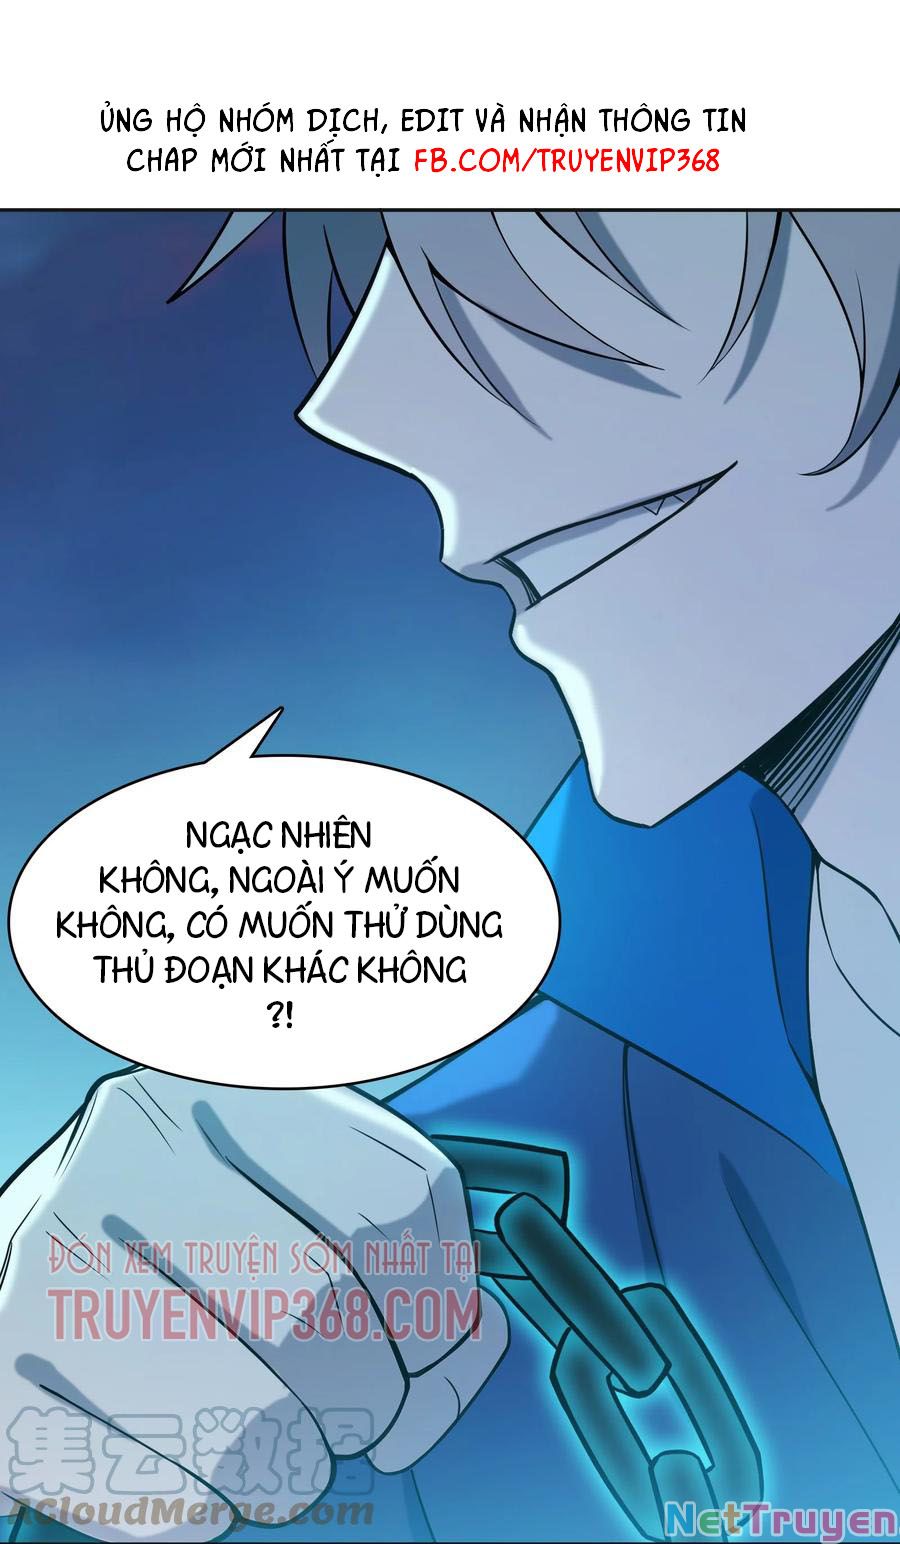 ỦNG HỘ NHÓM DỊCH, EDIT VÀ NHẬN THÔNG TIN
CHAP MỚI NHẤT TẠI FB.COM/TRUYENVIP368
NGẠC NHIÊN
KHÔNG, NGOÀI Ý MUỐN
KHÔNG, CÓ MUỐN THỬ DÙNG
THỦ ĐOẠN KHÁC KHÔNG
?!
ĐÓN XEM TRUYỆN SỚM NHẤT TẠI
TRUYENVIP368.COM
集云数据
ACloudMerge.com
NetTruyen